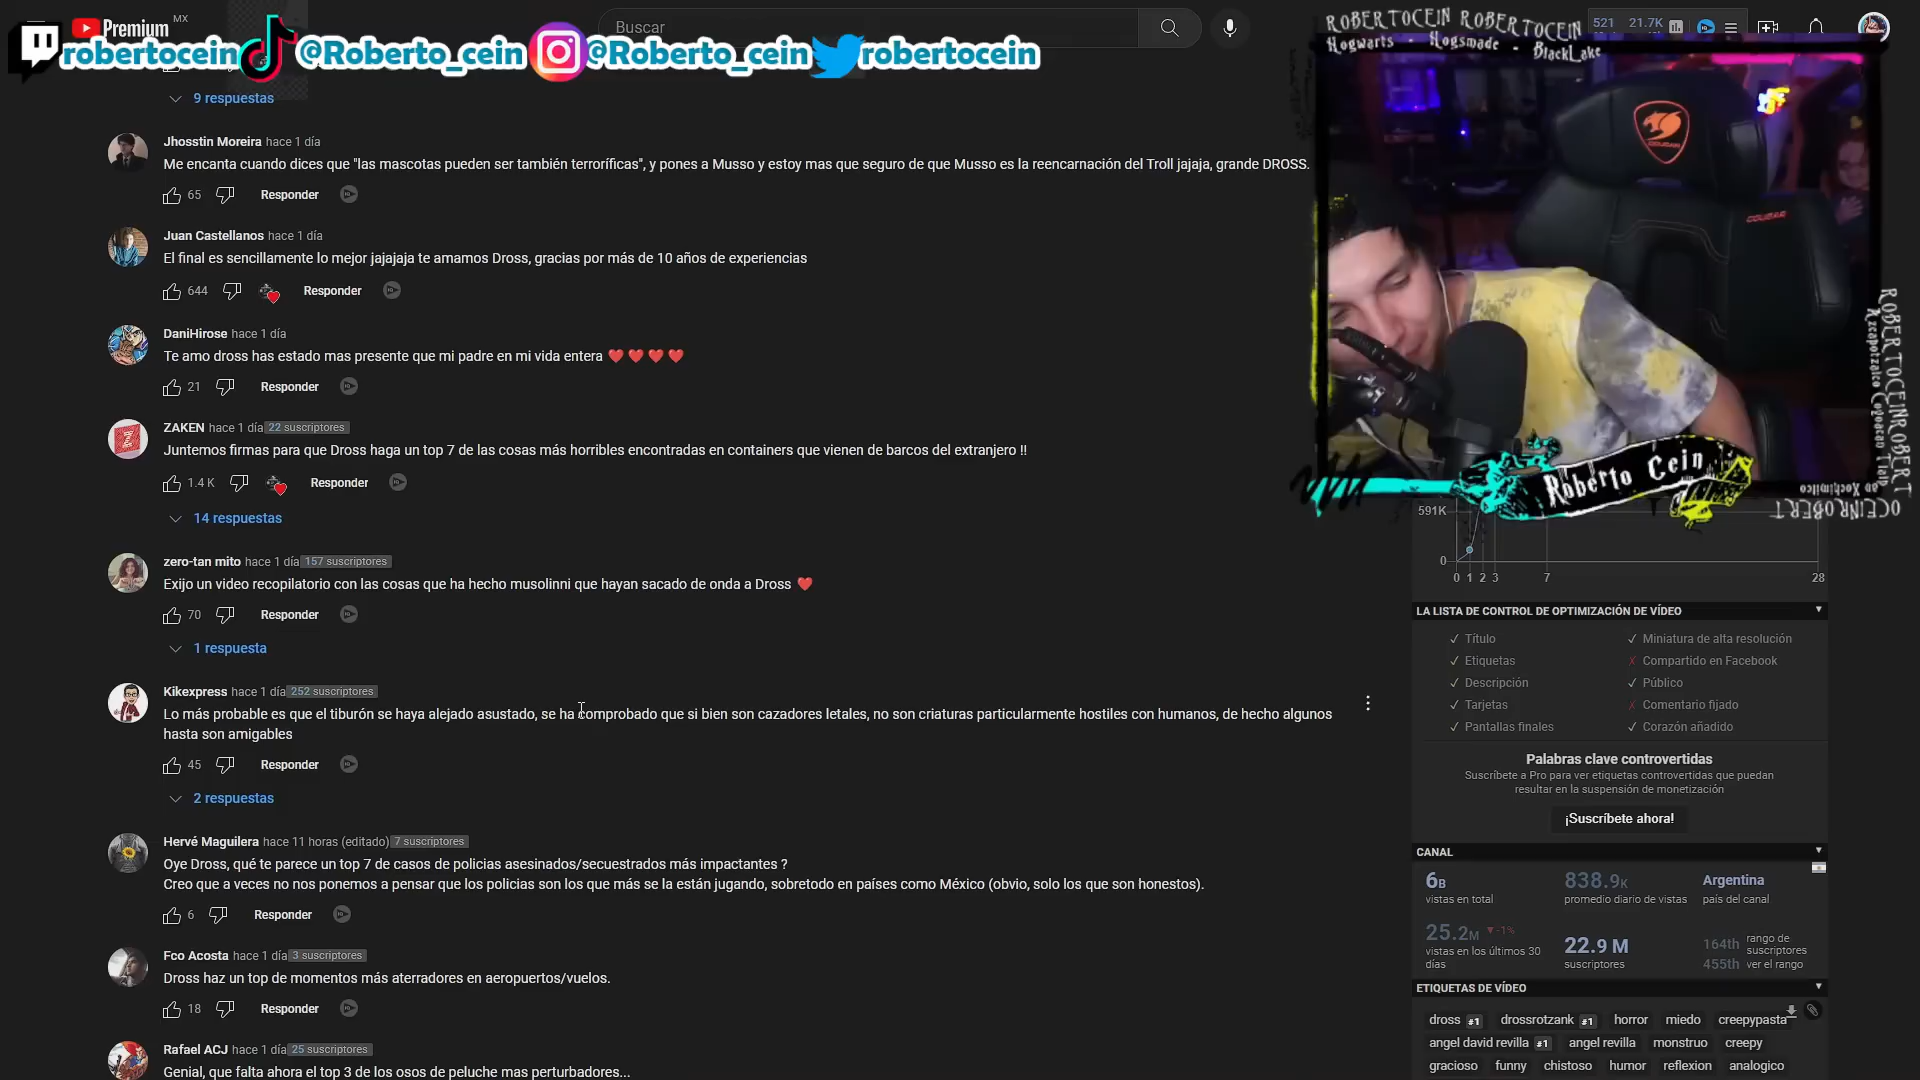 Premium MX
Buscar
521 21.7K
robertocein @Roberto_cein @Roberto_cein robertocein
ROBERTOCEIN ROBERTOCEIN
Hogwarts - Hogsmade - BlackLake
COUGAR
COUGAR
Roberto Cein
9 respuestas
Jhosstin Moreira hace 1 día
Me encanta cuando dices que "las mascotas pueden ser también terroríficas", y pones a Musso y estoy mas que seguro de que Musso es la reencarnación del Troll jajaja, grande DROSS.
65 Responder
Juan Castellanos hace 1 día
El final es sencillamente lo mejor jajajaja te amamos Dross, gracias por más de 10 años de experiencias
644 Responder
DaniHirose hace 1 día
Te amo dross has estado mas presente que mi padre en mi vida entera ❤️ ❤️ ❤️ ❤️
21 Responder
ZAKEN hace 1 día 22 suscriptores
Juntemos firmas para que Dross haga un top 7 de las cosas más horribles encontradas en containers que vienen de barcos del extranjero !!
1.4 K Responder
14 respuestas
zero-tan mito hace 1 día 157 suscriptores
Exijo un video recopilatorio con las cosas que ha hecho musolinni que hayan sacado de onda a Dross ❤️
70 Responder
1 respuesta
Kikexpress hace 1 día 252 suscriptores
Lo más probable es que el tiburón se haya alejado asustado, se ha comprobado que si bien son cazadores letales, no son criaturas particularmente hostiles con humanos, de hecho algunos
hasta son amigables
45 Responder
2 respuestas
Hervé Maguilera hace 11 horas (editado) 7 suscriptores
Oye Dross, qué te parece un top 7 de casos de policias asesinados/secuestrados más impactantes ?
Creo que a veces no nos ponemos a pensar que los policias son los que más se la están jugando, sobretodo en países como México (obvio, solo los que son honestos).
6 Responder
Fco Acosta hace 1 día 3 suscriptores
Dross haz un top de momentos más aterradores en aeropuertos/vuelos.
18 Responder
Rafael ACJ hace 1 día 25 suscriptores
Genial, que falta ahora el top 3 de los osos de peluche mas perturbadores...
591K
0
0 1 2 3 7 28
LA LISTA DE CONTROL DE OPTIMIZACIÓN DE VÍDEO
✓ Título ✓ Miniatura de alta resolución
✓ Etiquetas ✗ Compartido en Facebook
✓ Descripción ✓ Público
✓ Tarjetas ✗ Comentario fijado
✓ Pantallas finales ✓ Corazón añadido
Palabras clave controvertidas
Suscríbete a Pro para ver etiquetas controvertidas que puedan
resultar en la suspensión de monetización
¡Suscríbete ahora!
CANAL
6B 838.9K Argentina
vistas en total promedio diario de vistas país del canal
25.2M -1% 22.9 M 164th rango de suscriptores
vistas en los últimos 30 días suscriptores 455th ver el rango
ETIQUETAS DE VÍDEO
dross #1 drossrotzank #1 horror miedo creepypasta
angel david revilla #1 angel revilla monstruo creepy
gracioso funny chistoso humor reflexion analogico